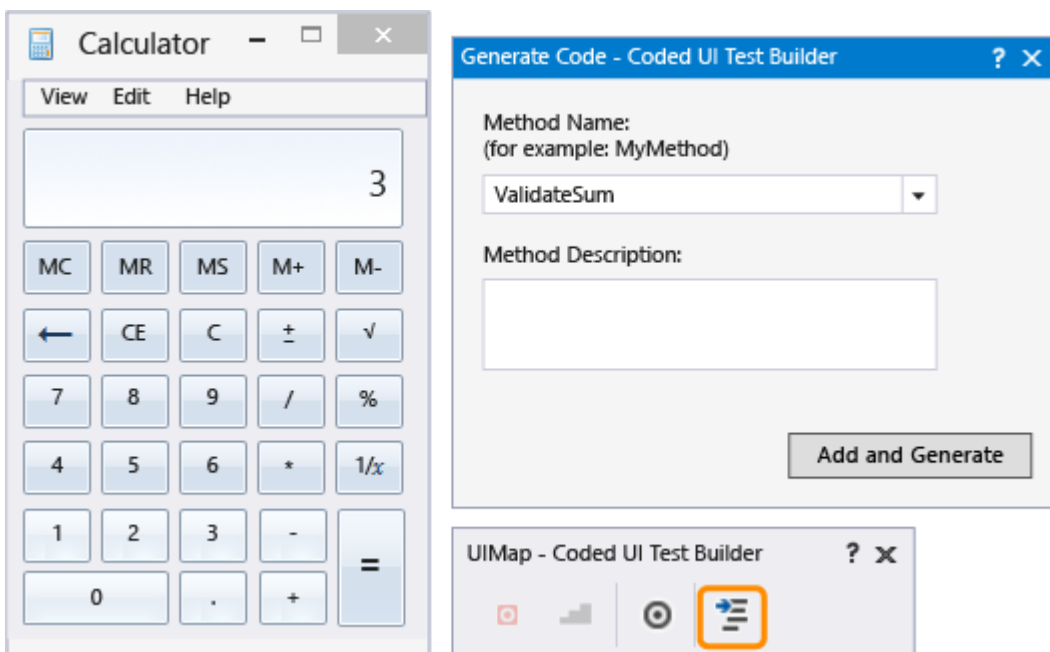 Calculator
View Edit Help
3
MC MR MS M+ M-
← CE C ± √
7 8 9 / %
4 5 6 * 1/x
1 2 3 - =
0 . +
Generate Code - Coded UI Test Builder ? X
Method Name:
(for example: MyMethod)
ValidateSum
Method Description:
Add and Generate
UIMap - Coded UI Test Builder ? X